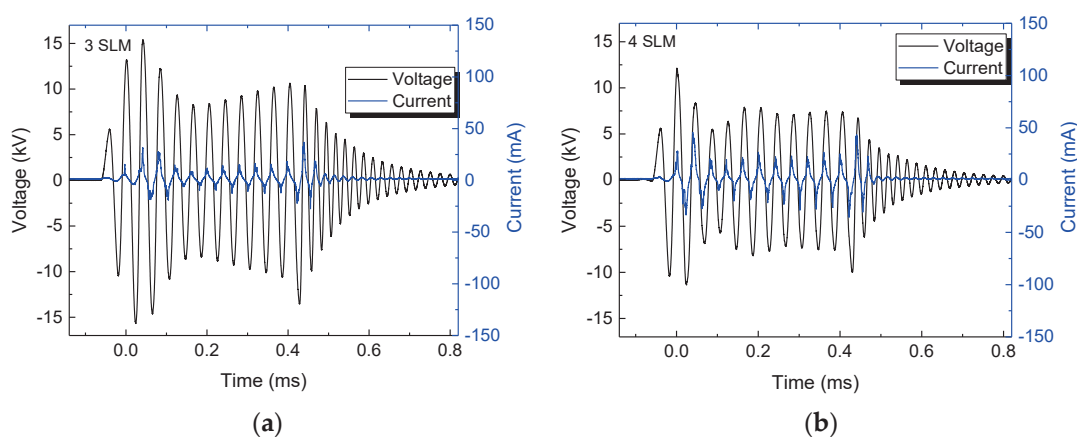 3 SLM
Voltage
Current
Voltage (kV)
15
10
5
0
-5
-10
-15
150
100
50
0
-50
-100
-150
Current (mA)
0.0 0.2 0.4 0.6 0.8
Time (ms)
(a)
4 SLM
Voltage
Current
Voltage (kV)
15
10
5
0
-5
-10
-15
150
100
50
0
-50
-100
-150
Current (mA)
0.0 0.2 0.4 0.6 0.8
Time (ms)
(b)